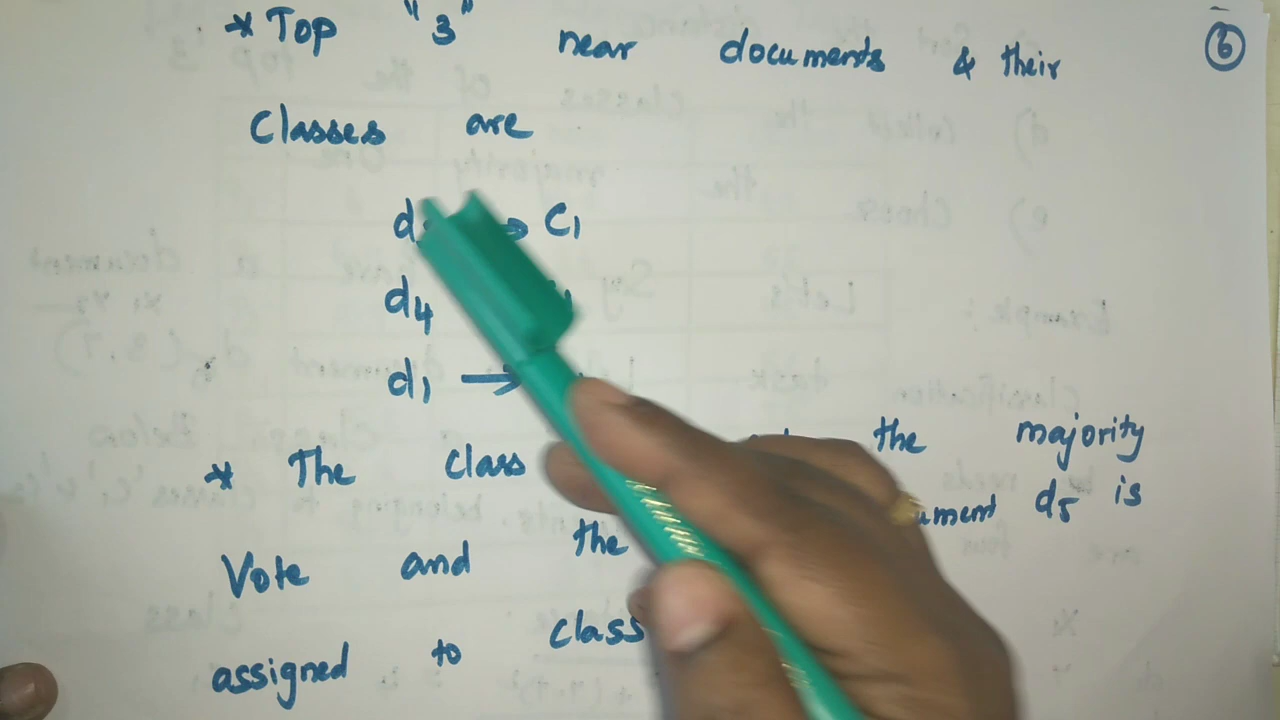 * Top "3" near documents & their
6
Classes are
d → C1
d4
d1 →
* The class the majority
Vote and the d5 is
assigned to class